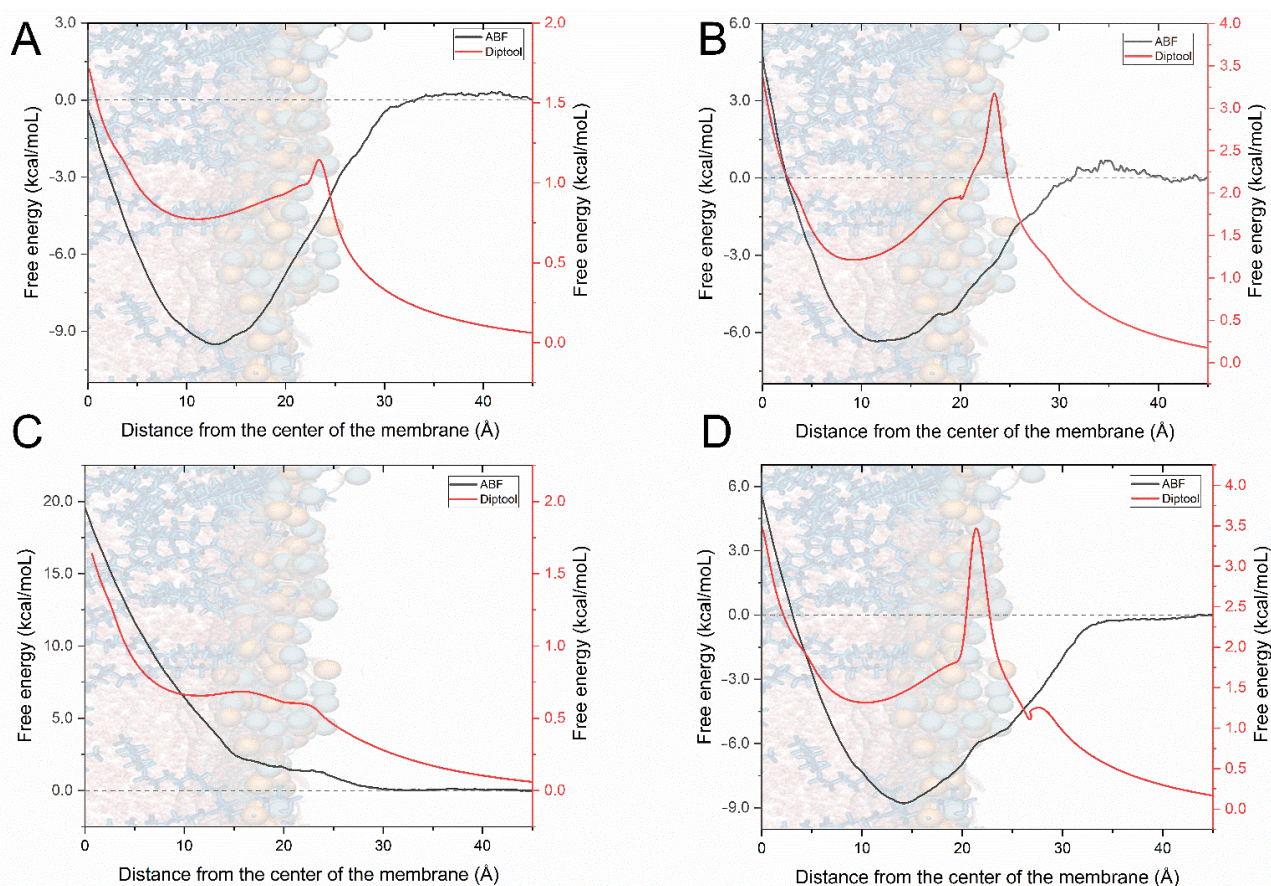 A
3.0
0.0
-3.0
-6.0
-9.0
Free energy (kcal/moL)
ABF
Diptool
2.0
1.5
1.0
0.5
0.0
Free energy (kcal/moL)
0 10 20 30 40
Distance from the center of the membrane (Å)
B
6.0
3.0
0.0
-3.0
-6.0
Free energy (kcal/moL)
ABF
Diptool
4.0
3.5
3.0
2.5
2.0
1.5
1.0
0.5
0.0
Free energy (kcal/moL)
0 10 20 30 40
Distance from the center of the membrane (Å)
C
20.0
15.0
10.0
5.0
0.0
Free energy (kcal/moL)
ABF
Diptool
2.0
1.5
1.0
0.5
0.0
Free energy (kcal/moL)
0 10 20 30 40
Distance from the center of the membrane (Å)
D
6.0
3.0
0.0
-3.0
-6.0
-9.0
Free energy (kcal/moL)
ABF
Diptool
4.0
3.5
3.0
2.5
2.0
1.5
1.0
0.5
0.0
Free energy (kcal/moL)
0 10 20 30 40
Distance from the center of the membrane (Å)